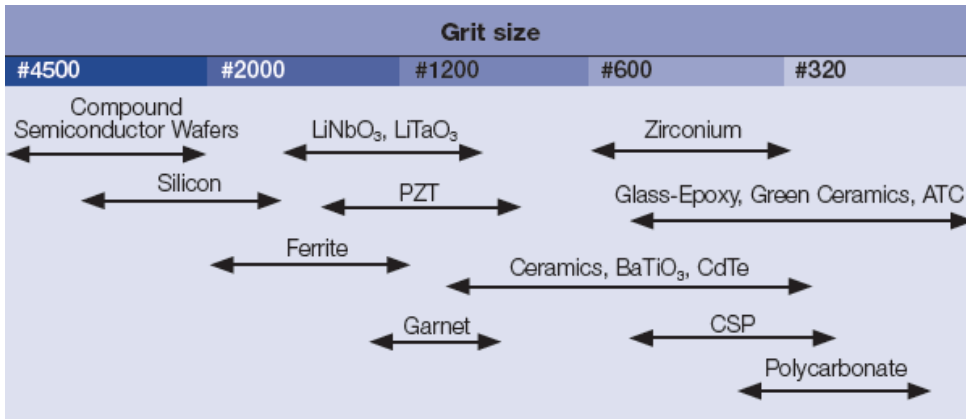 Grit size
#4500 #2000 #1200 #600 #320
Compound
Semiconductor Wafers
LiNbO₃, LiTaO₃
Zirconium
Silicon
PZT
Glass-Epoxy, Green Ceramics, ATC
Ferrite
Ceramics, BaTiO₃, CdTe
Garnet
CSP
Polycarbonate